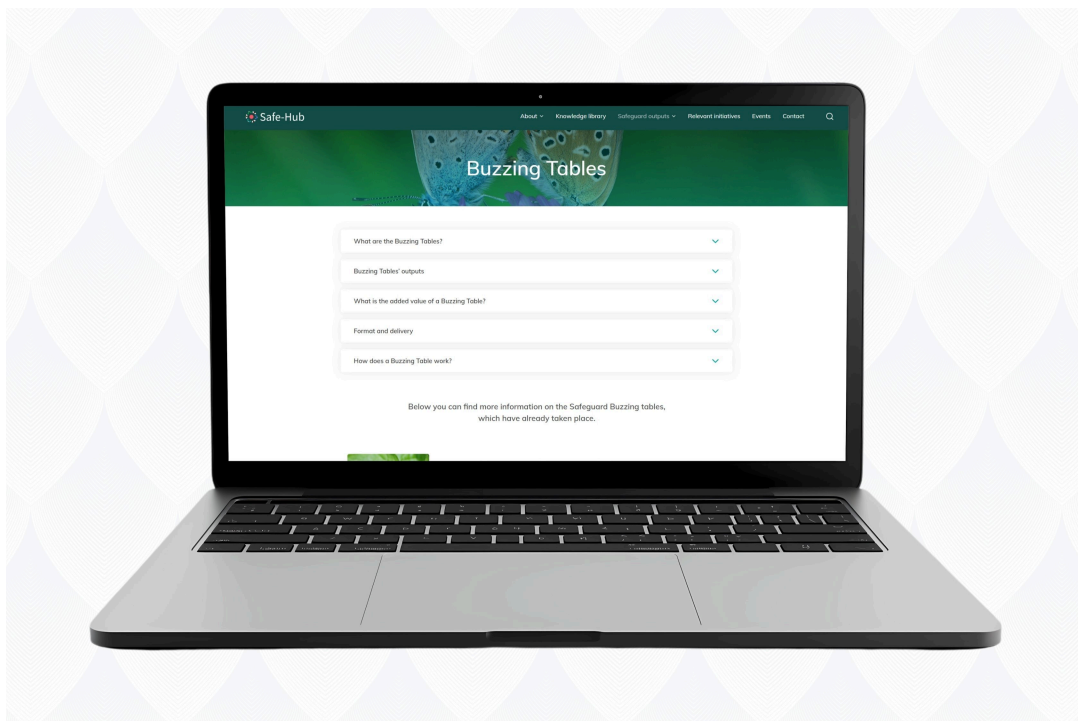 Safe-Hub
About
Knowledge library
Safeguard outputs
Relevant initiatives
Events
Contact
Buzzing Tables
What are the Buzzing Tables?
Buzzing Tables' outputs
What is the added value of a Buzzing Table?
Format and delivery
How does a Buzzing Table work?
Below you can find more information on the Safeguard Buzzing tables,
which have already taken place.